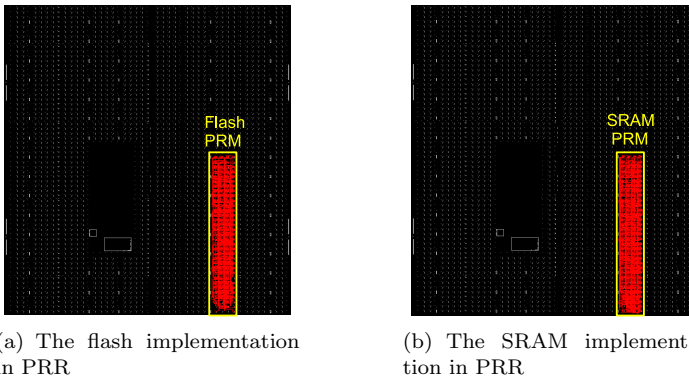 Flash
PRM
SRAM
PRM
(a) The flash implementation
in PRR
(b) The SRAM implementa
tion in PRR